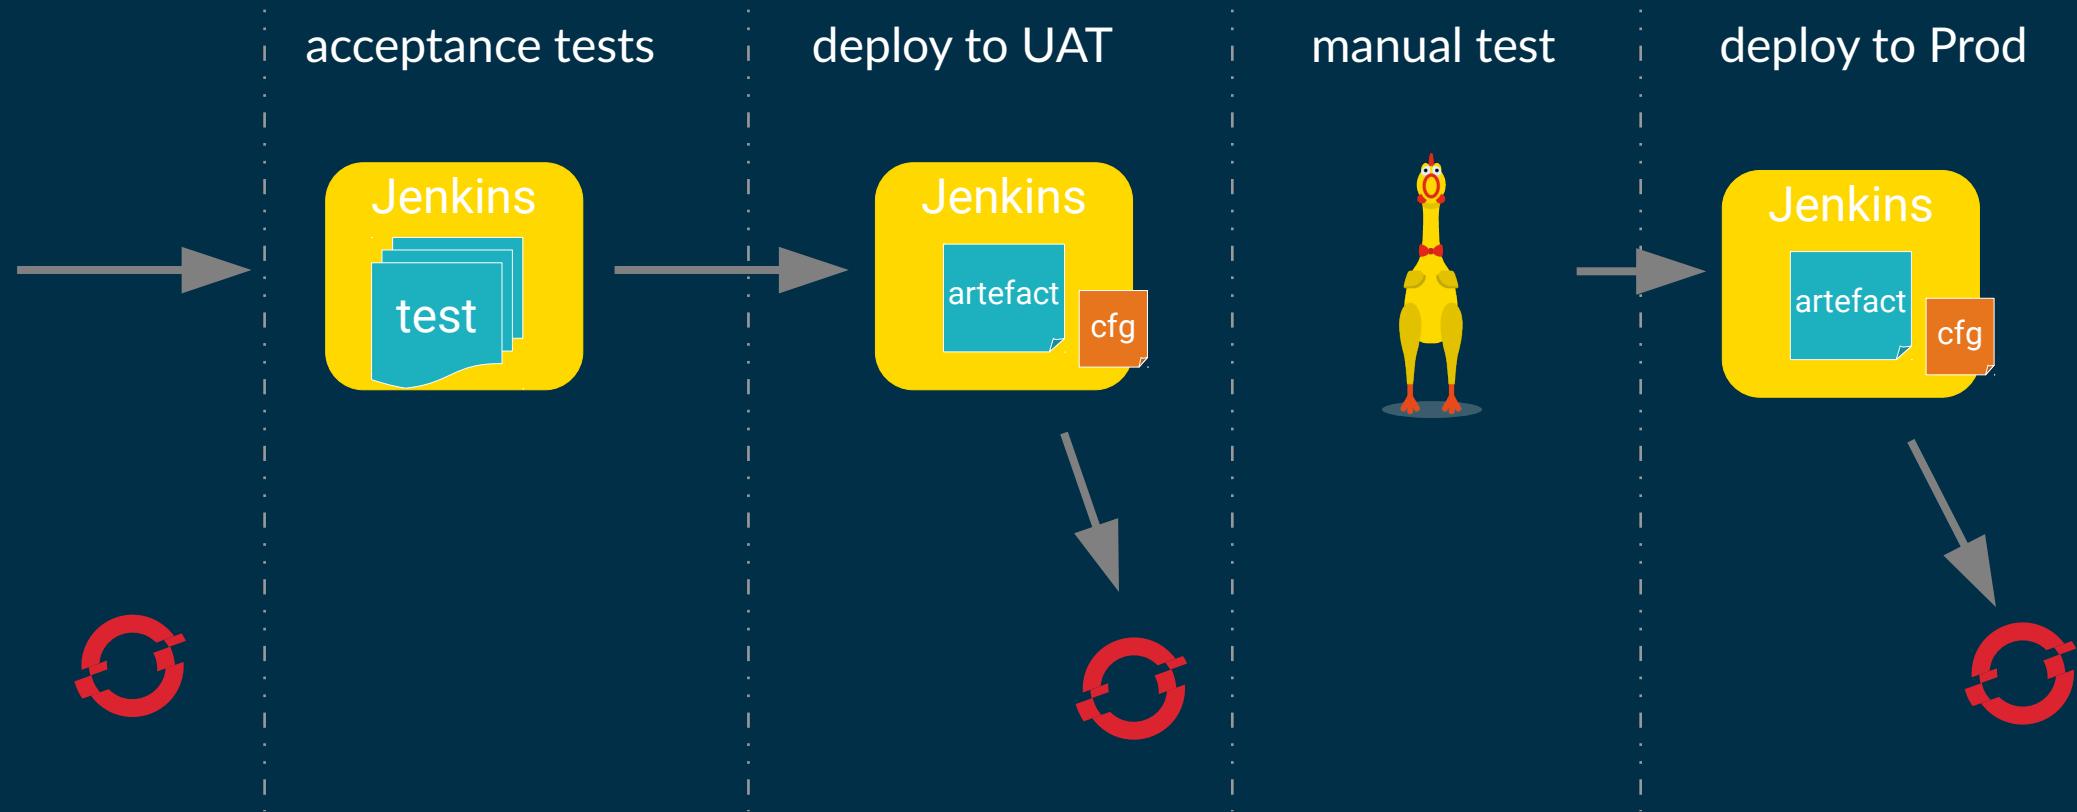 acceptance tests
deploy to UAT
manual test
deploy to Prod
Jenkins
test
Jenkins
artefact
cfg
Jenkins
artefact
cfg